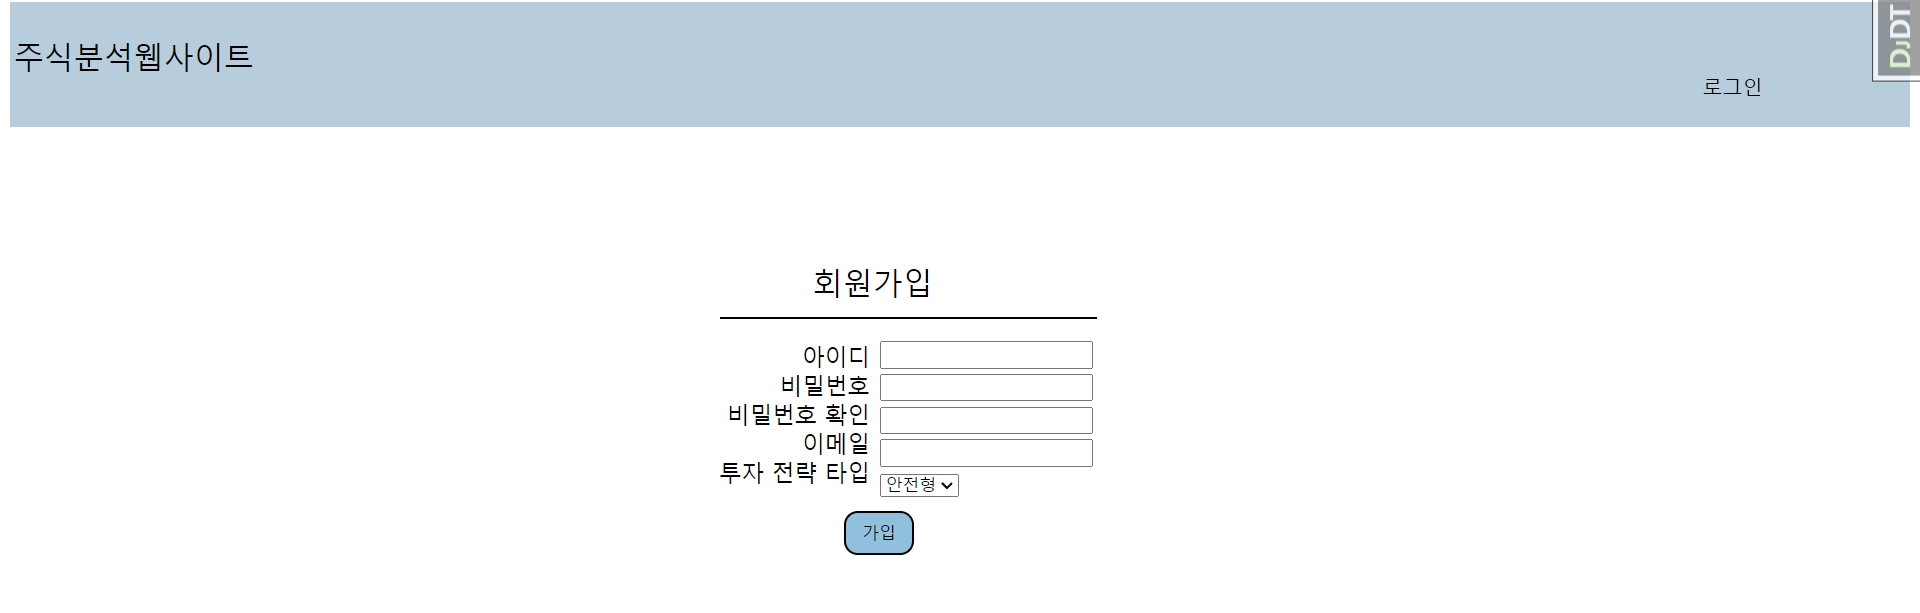 주식분석웹사이트
DJDT
로그인
회원가입
아이디
비밀번호
비밀번호 확인
이메일
투자 전략 타입
안전형
가입